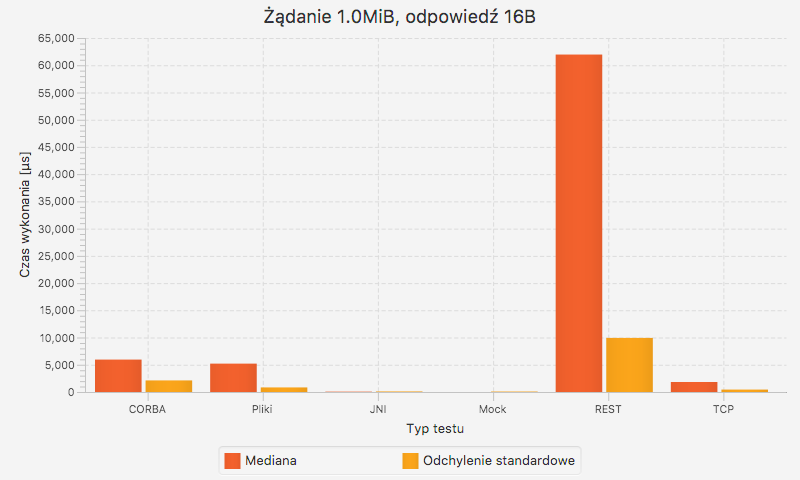 Żądanie 1.0MiB, odpowiedź 16B
65,000
60,000
55,000
50,000
45,000
40,000
35,000
30,000
25,000
20,000
15,000
10,000
5,000
0
Czas wykonania [µs]
CORBA Pliki JNI Mock REST TCP
Typ testu
Mediana Odchylenie standardowe